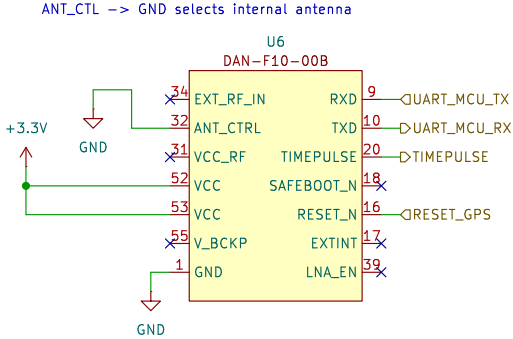 ANT_CTL -> GND selects internal antenna
U6
DAN-F10-00B
34 EXT_RF_IN RXD 9 UART_MCU_TX
32 ANT_CTRL TXD 10 UART_MCU_RX
GND
+3.3V
31 VCC_RF TIMEPULSE 20 TIMEPULSE
52 VCC SAFEBOOT_N 18
53 VCC RESET_N 16 RESET_GPS
55 V_BCKP EXTINT 17
1 GND LNA_EN 39
GND